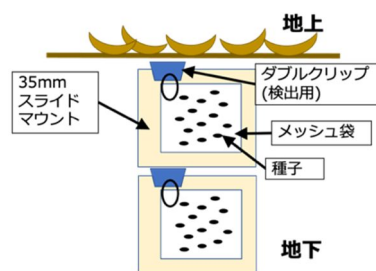 地上
35mm
スライド
マウント
ダブルクリップ
(検出用)
メッシュ袋
種子
地下